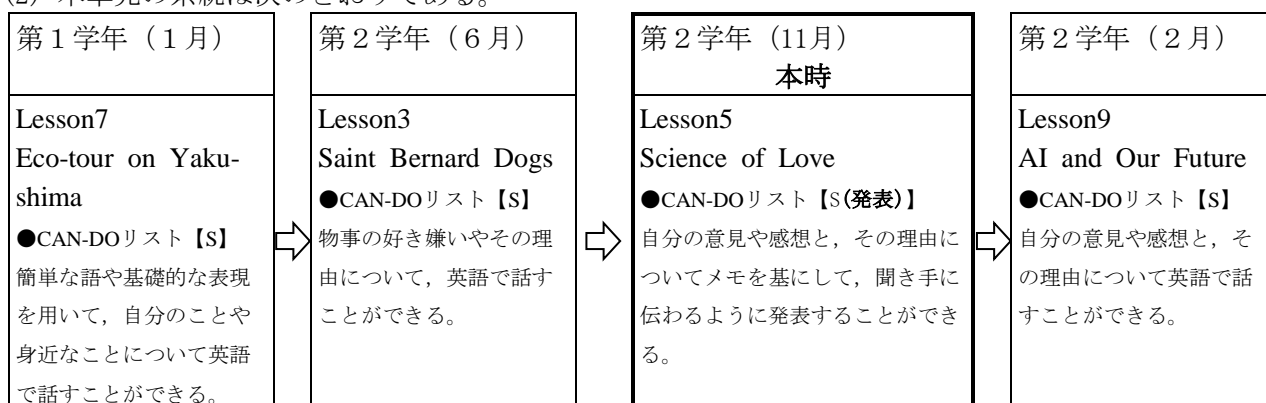 (2) 本単元の系統は次のとおりである。
第１学年（１月）
Lesson7
Eco-tour on Yaku-
shima
●CAN-DOリスト【S】
簡単な語や基礎的な表現
を用いて，自分のことや
身近なことについて英語
で話すことができる。
第２学年（６月）
Lesson3
Saint Bernard Dogs
●CAN-DOリスト【S】
物事の好き嫌いやその理
由について，英語で話す
ことができる。
第２学年（11月）
本時
Lesson5
Science of Love
●CAN-DOリスト【S(発表)】
自分の意見や感想と，その理由に
ついてメモを基にして，聞き手に
伝わるように発表することができ
る。
第２学年（２月）
Lesson9
AI and Our Future
●CAN-DOリスト【S】
自分の意見や感想と，そ
の理由について英語で話
すことができる。